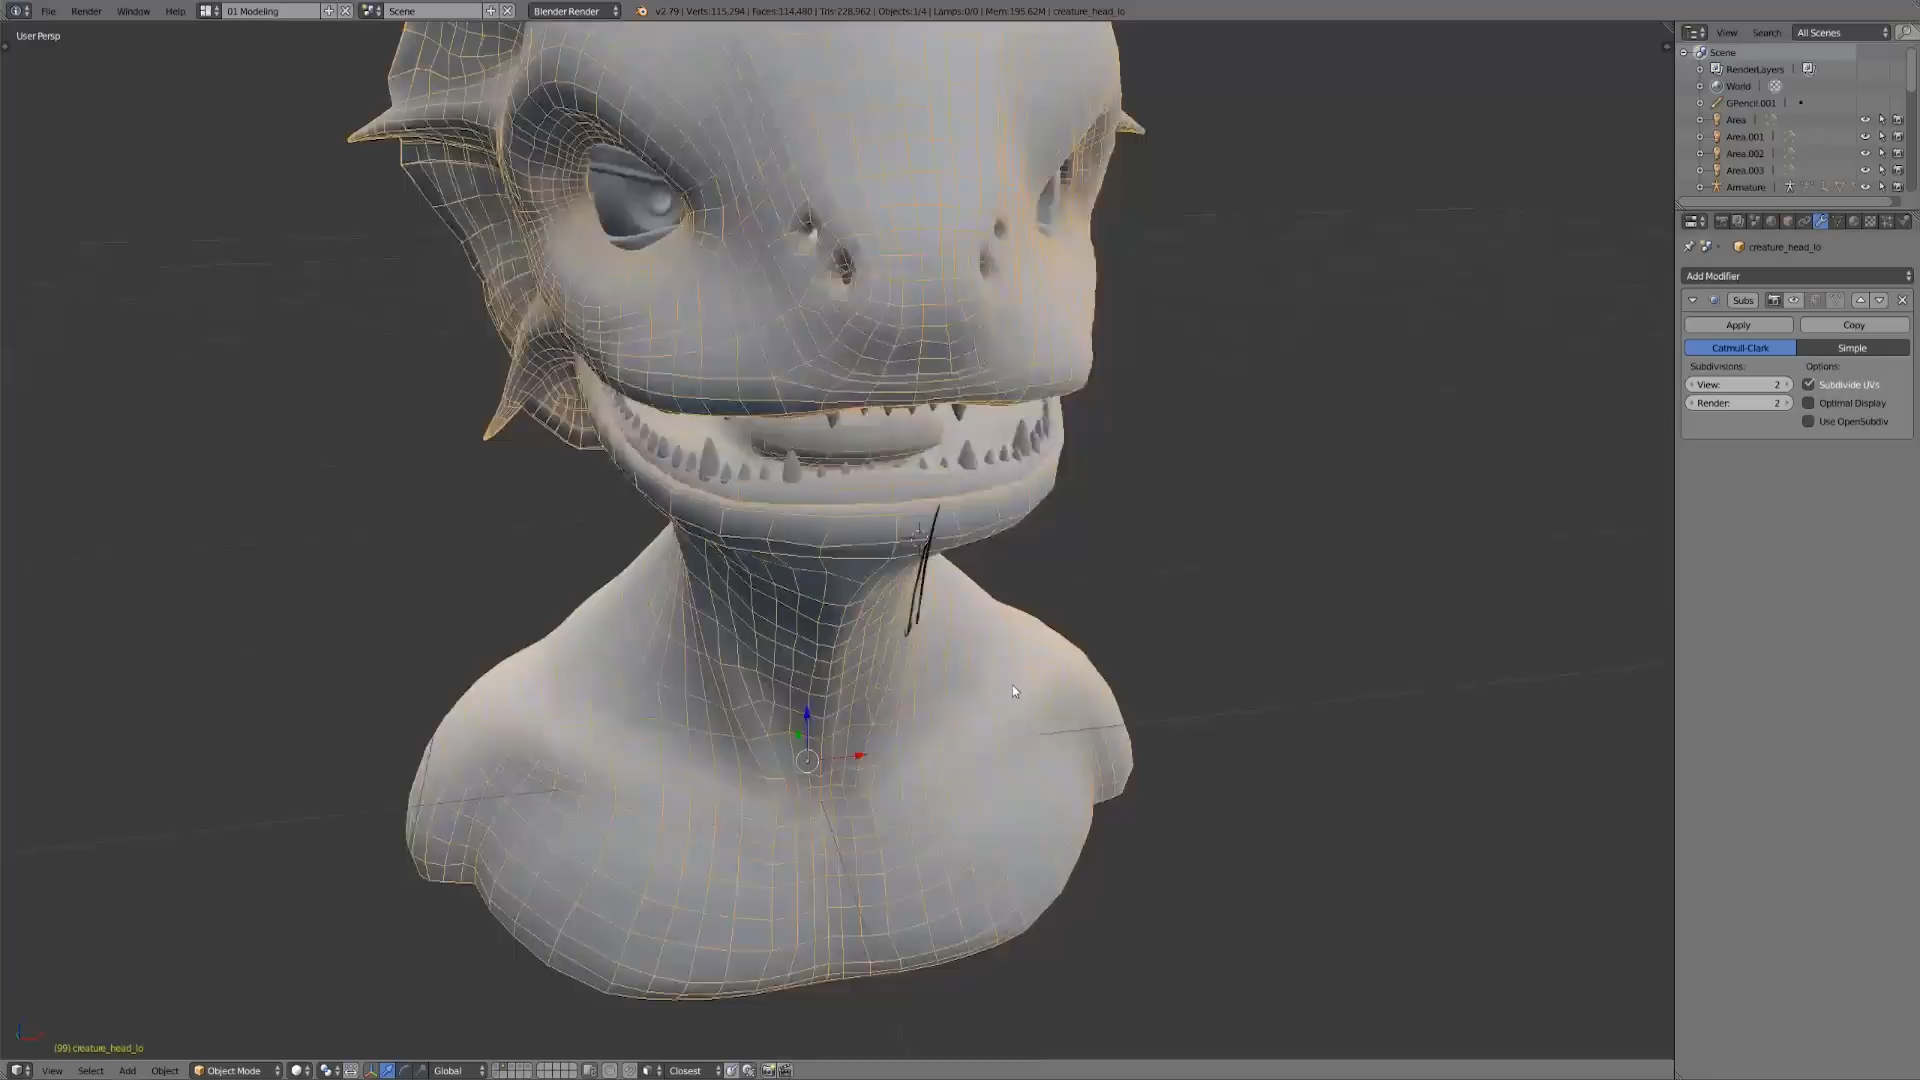 File Render Window Help 01 Modeling Scene Blender Render v2.79 | Verts:115,294 | Faces:114,480 | Tris:228,962 | Objects:1/4 | Lamps:0/0 | Mem:195.62M | creature_head_lo
User Persp
View Search All Scenes
Scene
RenderLayers
World
GPencil.001
Area
Area.001
Area.002
Area.003
Armature
creature_head_lo
Add Modifier
Subs
Apply Copy
Catmull-Clark Simple
Subdivisions: Options:
View: 2 Subdivide UVs
Render: 2 Optimal Display
Use OpenSubdiv
(99) creature_head_lo
View Select Add Object Object Mode Global Closest